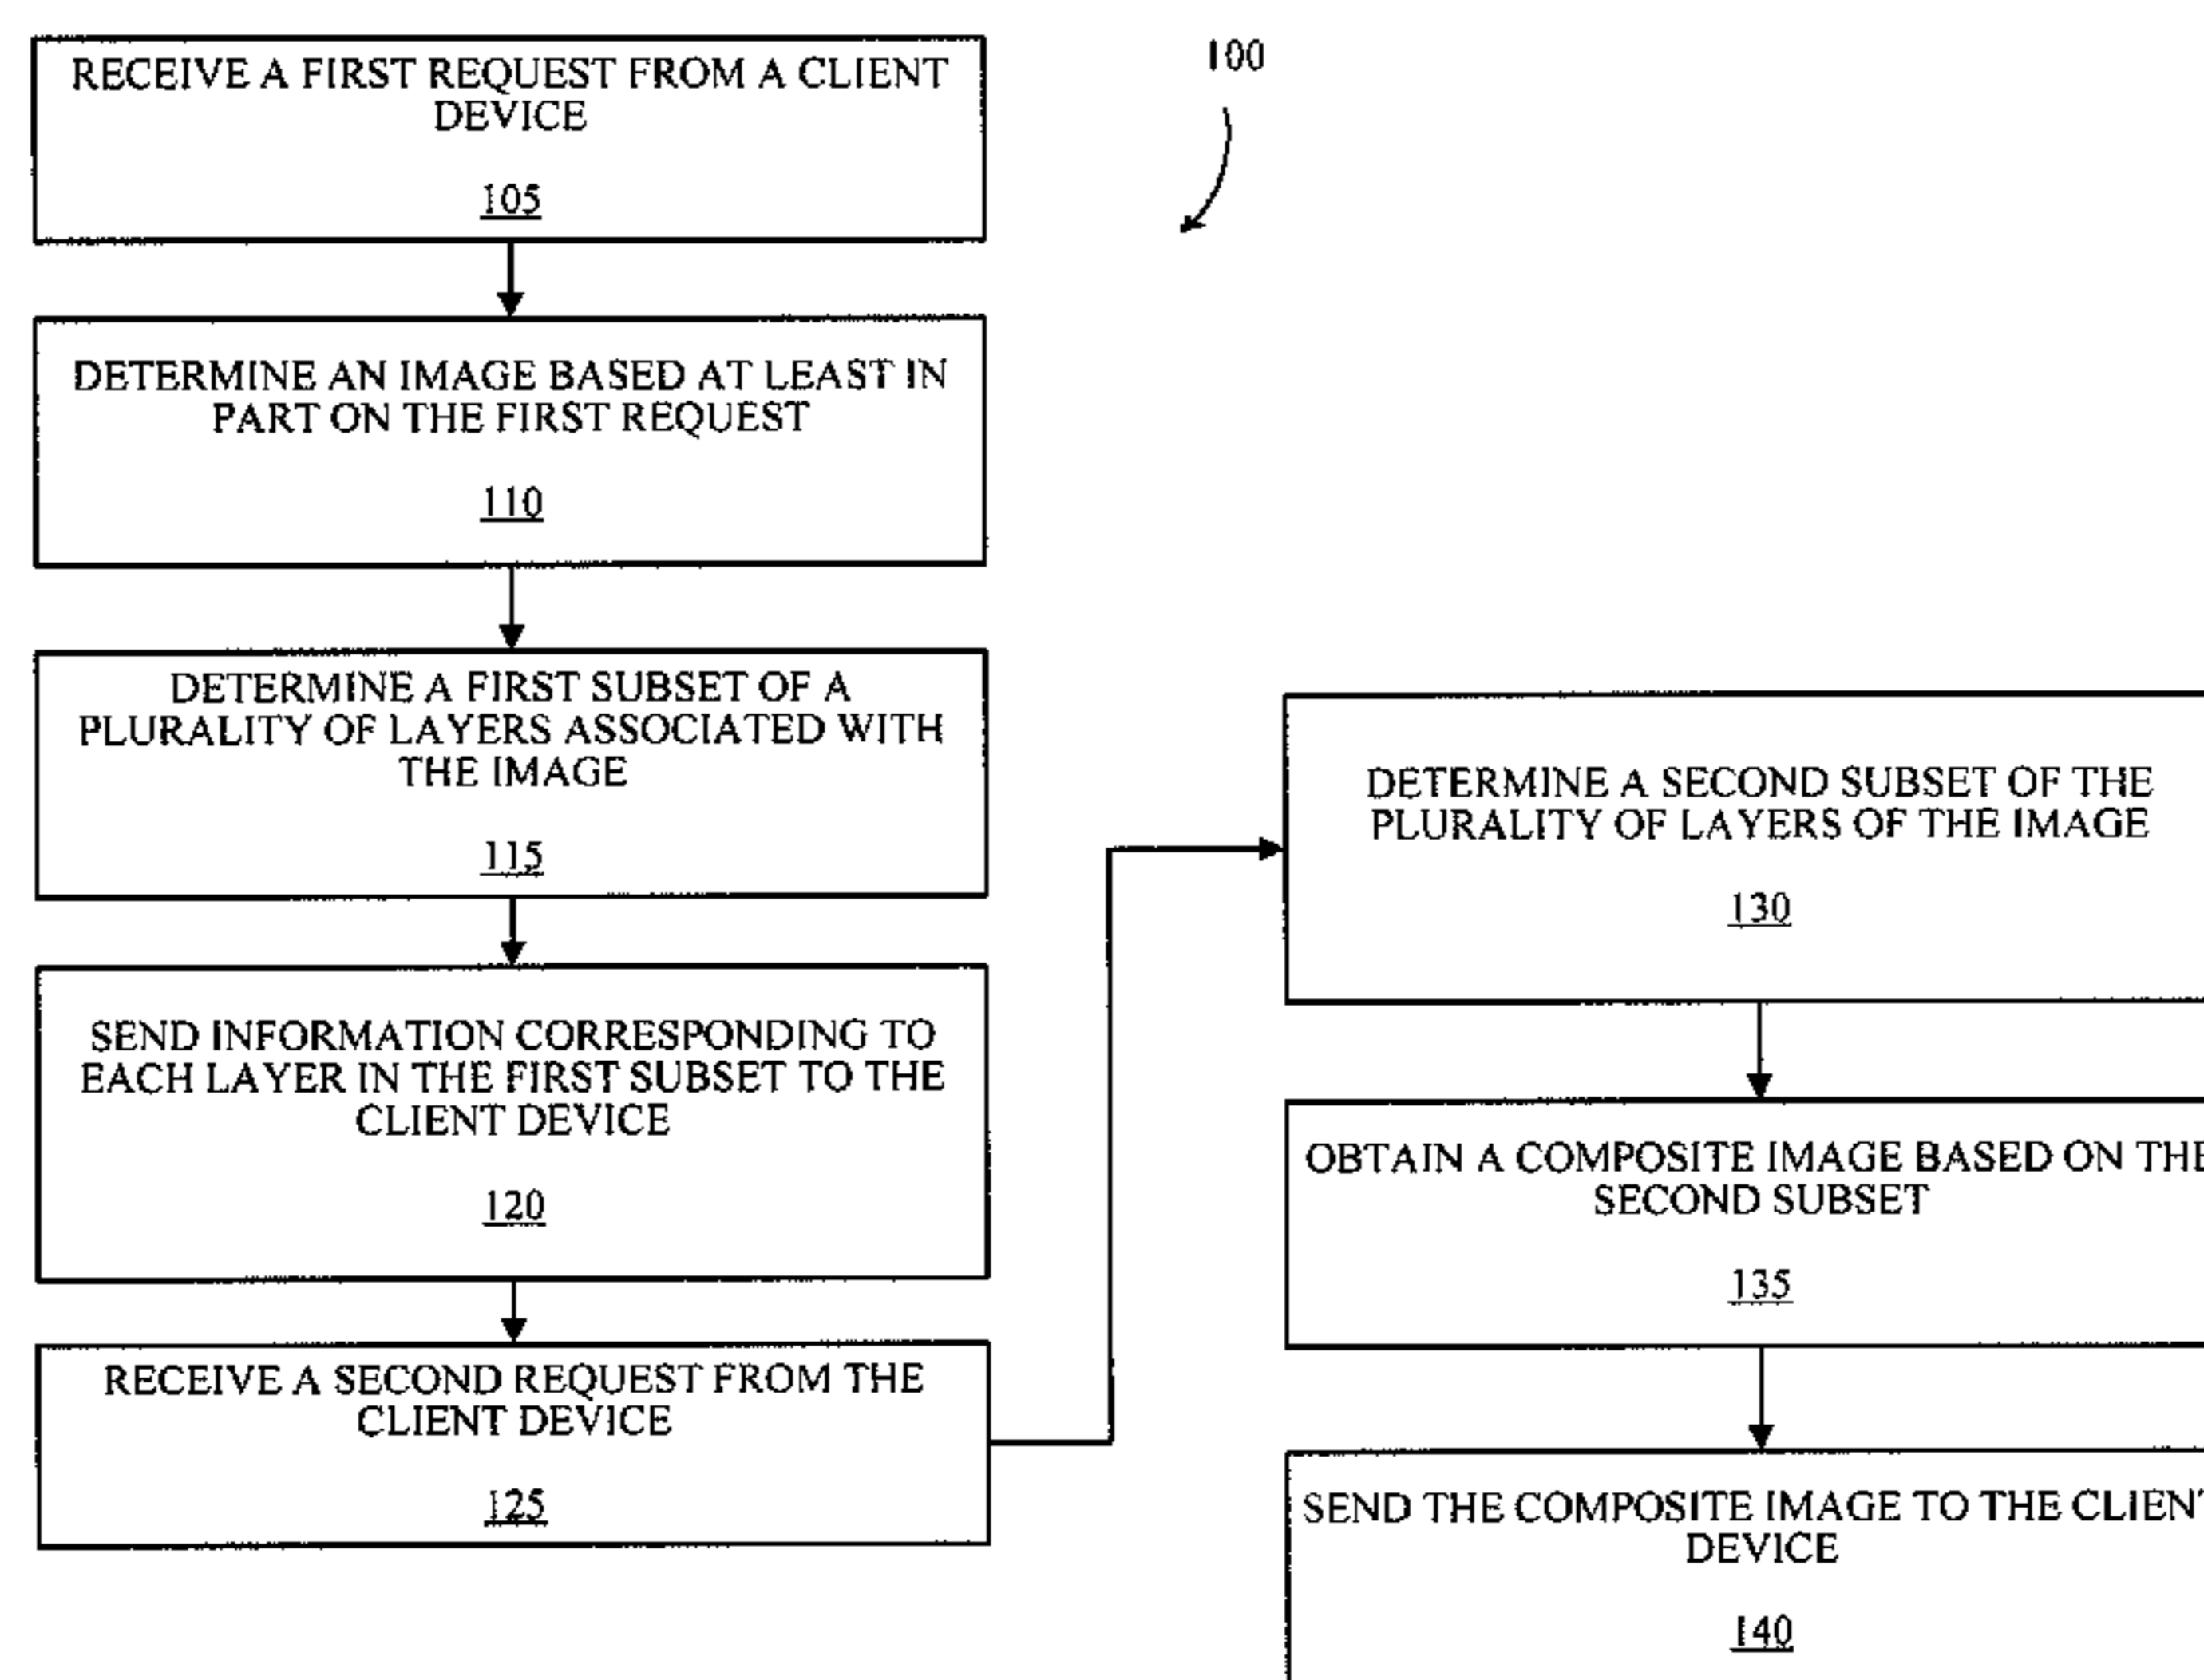 RECEIVE A FIRST REQUEST FROM A CLIENT
DEVICE
105
100
DETERMINE AN IMAGE BASED AT LEAST IN
PART ON THE FIRST REQUEST
110
DETERMINE A FIRST SUBSET OF A
PLURALITY OF LAYERS ASSOCIATED WITH
THE IMAGE
115
SEND INFORMATION CORRESPONDING TO
EACH LAYER IN THE FIRST SUBSET TO THE
CLIENT DEVICE
120
RECEIVE A SECOND REQUEST FROM THE
CLIENT DEVICE
125
DETERMINE A SECOND SUBSET OF THE
PLURALITY OF LAYERS OF THE IMAGE
130
OBTAIN A COMPOSITE IMAGE BASED ON THE
SECOND SUBSET
135
SEND THE COMPOSITE IMAGE TO THE CLIENT
DEVICE
140